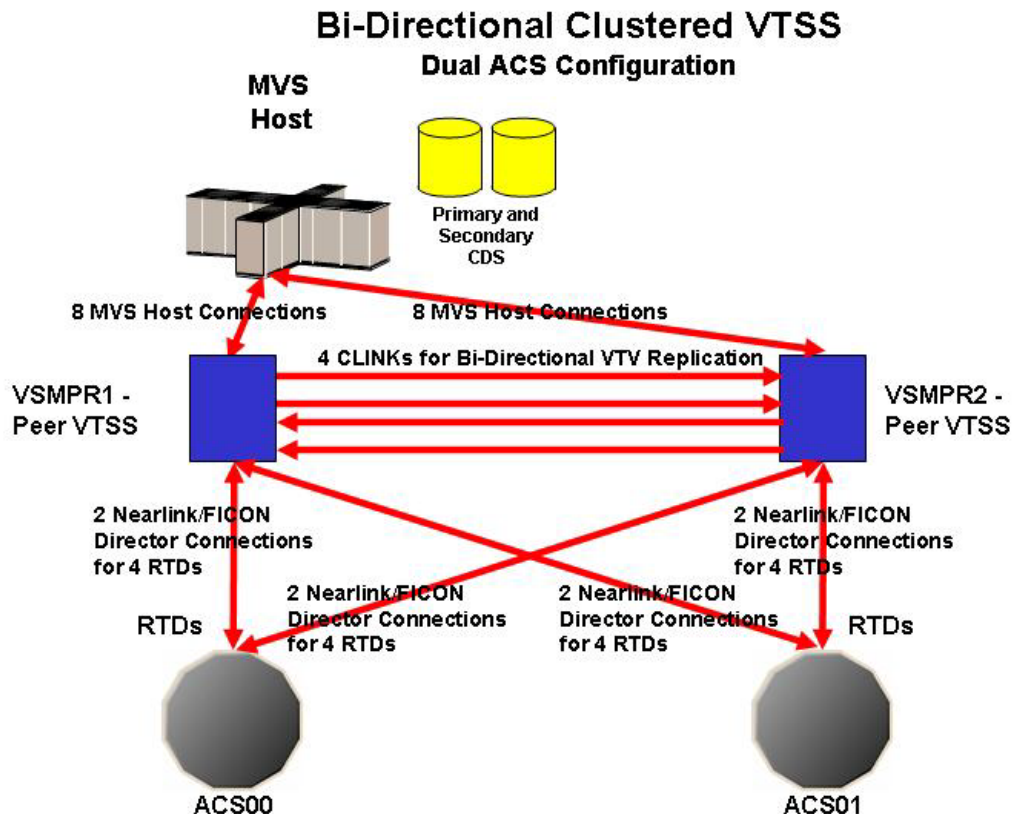 Bi-Directional Clustered VTSS
Dual ACS Configuration
MVS
Host
Primary and
Secondary
CDS
8 MVS Host Connections
8 MVS Host Connections
4 CLINKs for Bi-Directional VTV Replication
VSMPR1 -
Peer VTSS
VSMPR2 -
Peer VTSS
2 Nearlink/FICON
Director Connections
for 4 RTDs
2 Nearlink/FICON
Director Connections
for 4 RTDs
2 Nearlink/FICON
Director Connections
for 4 RTDs
2 Nearlink/FICON
Director Connections
for 4 RTDs
RTDs
RTDs
ACS00
ACS01